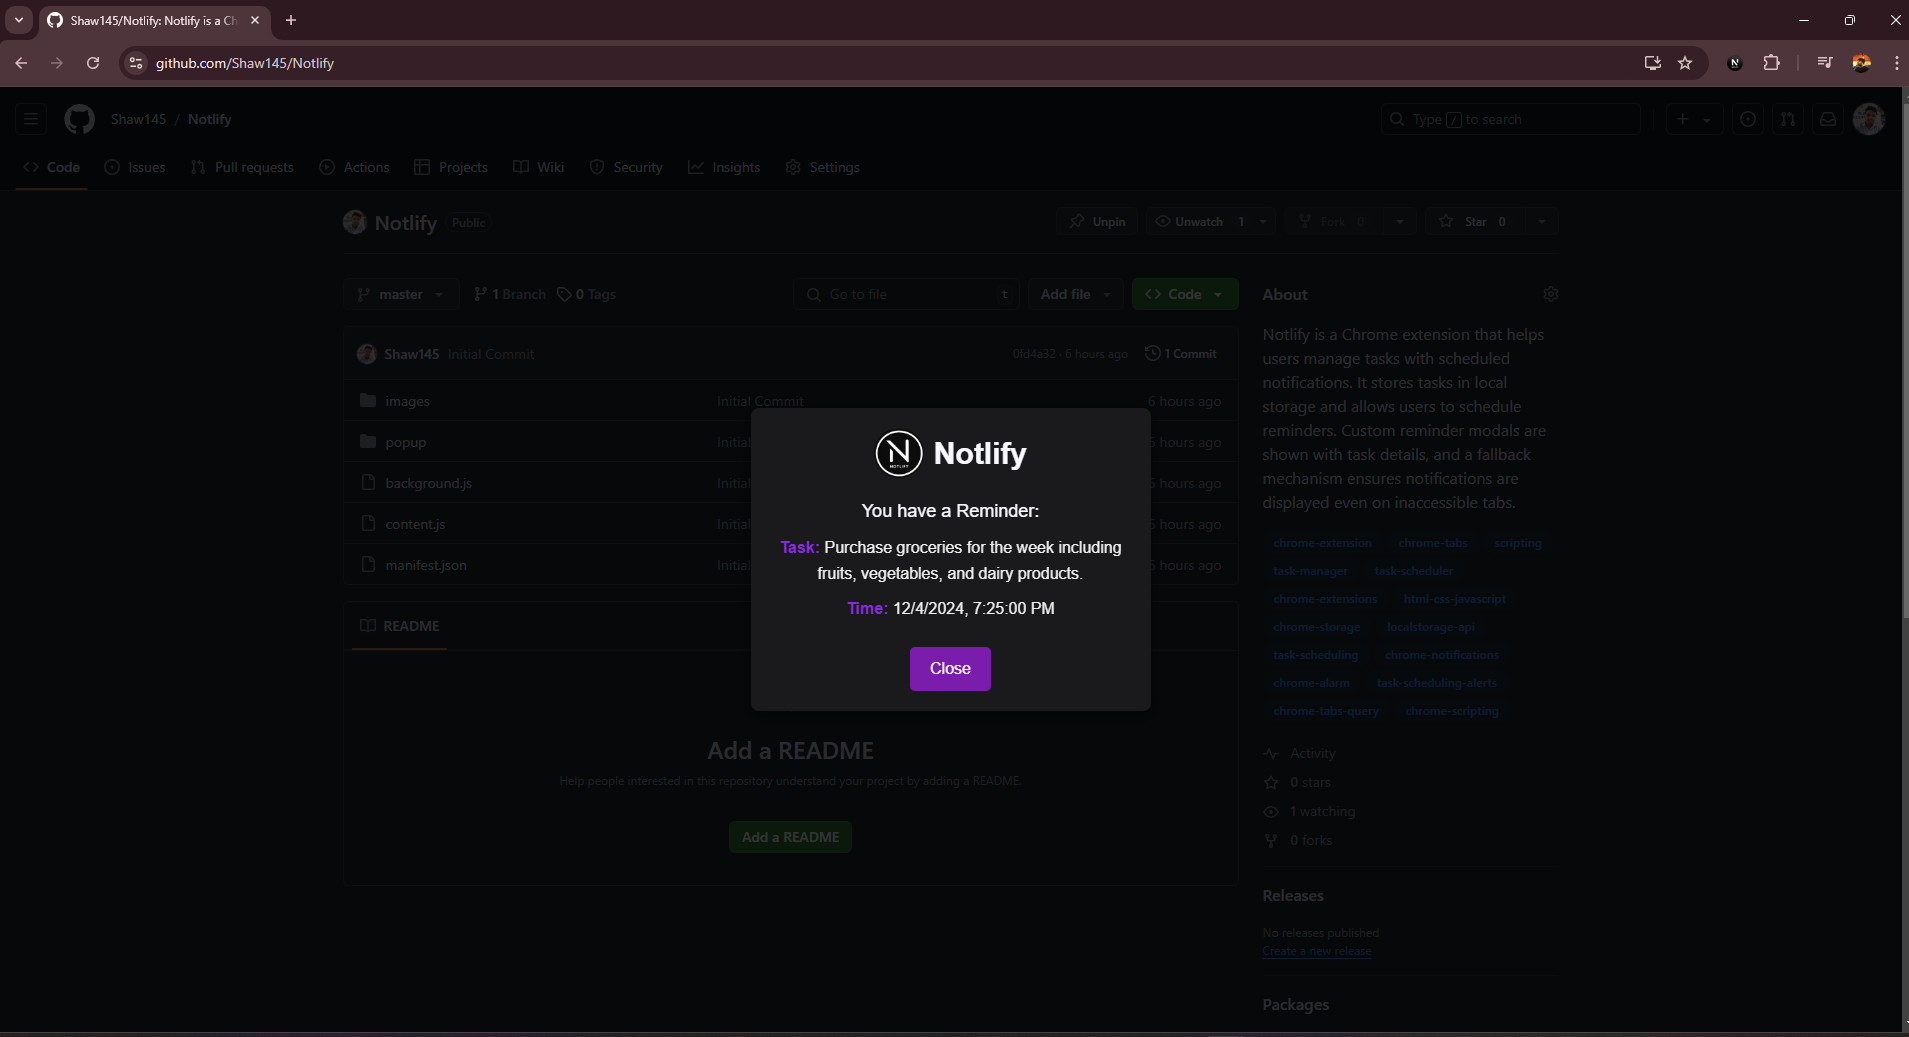 Shaw145/Notlify: Notlify is a Ch
github.com/Shaw145/Notlify
Shaw145 / Notlify
Type / to search
Code Issues Pull requests Actions Projects Wiki Security Insights Settings
Notlify Public
Unpin Unwatch 1 Fork 0 Star 0
master 1 Branch 0 Tags
Go to file t Add file Code
Shaw145 Initial Commit 0fd4a32 · 6 hours ago 1 Commit
images Initial Commit 6 hours ago
popup Initial 6 hours ago
background.js Initial 6 hours ago
content.js Initial 6 hours ago
manifest.json Initial 6 hours ago
README
Add a README
Help people interested in this repository understand your project by adding a README.
Add a README
N NOTLIFY Notlify
You have a Reminder:
Task: Purchase groceries for the week including
fruits, vegetables, and dairy products.
Time: 12/4/2024, 7:25:00 PM
Close
About
Notlify is a Chrome extension that helps
users manage tasks with scheduled
notifications. It stores tasks in local
storage and allows users to schedule
reminders. Custom reminder modals are
shown with task details, and a fallback
mechanism ensures notifications are
displayed even on inaccessible tabs.
chrome-extension chrome-tabs scripting
task-manager task-scheduler
chrome-extensions html-css-javascript
chrome-storage localstorage-api
task-scheduling chrome-notifications
chrome-alarm task-scheduling-alerts
chrome-tabs-query chrome-scripting
Activity
0 stars
1 watching
0 forks
Releases
No releases published
Create a new release
Packages